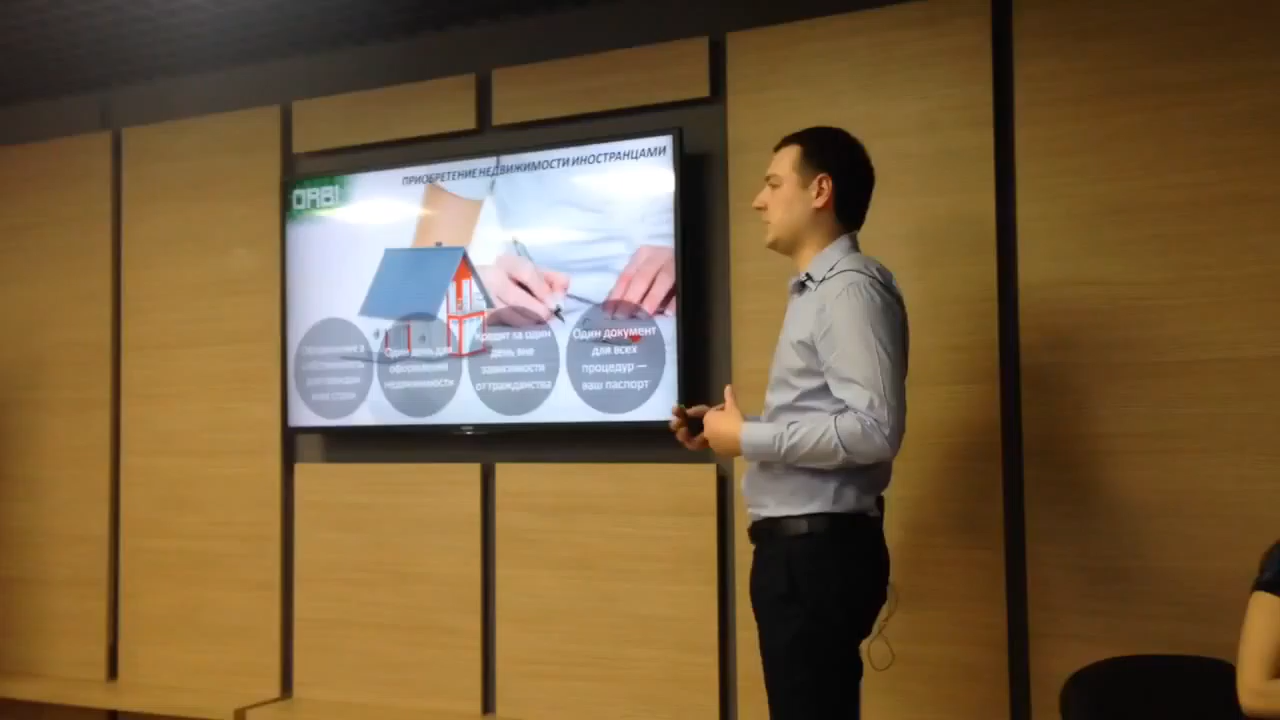 ПРИОБРЕТЕНИЕ НЕДВИЖИМОСТИ ИНОСТРАНЦАМИ
ORBI
Один день для
оформления
недвижимости
Кредит за один
день вне
зависимости
от гражданства
Один документ
для всех
процедур —
ваш паспорт